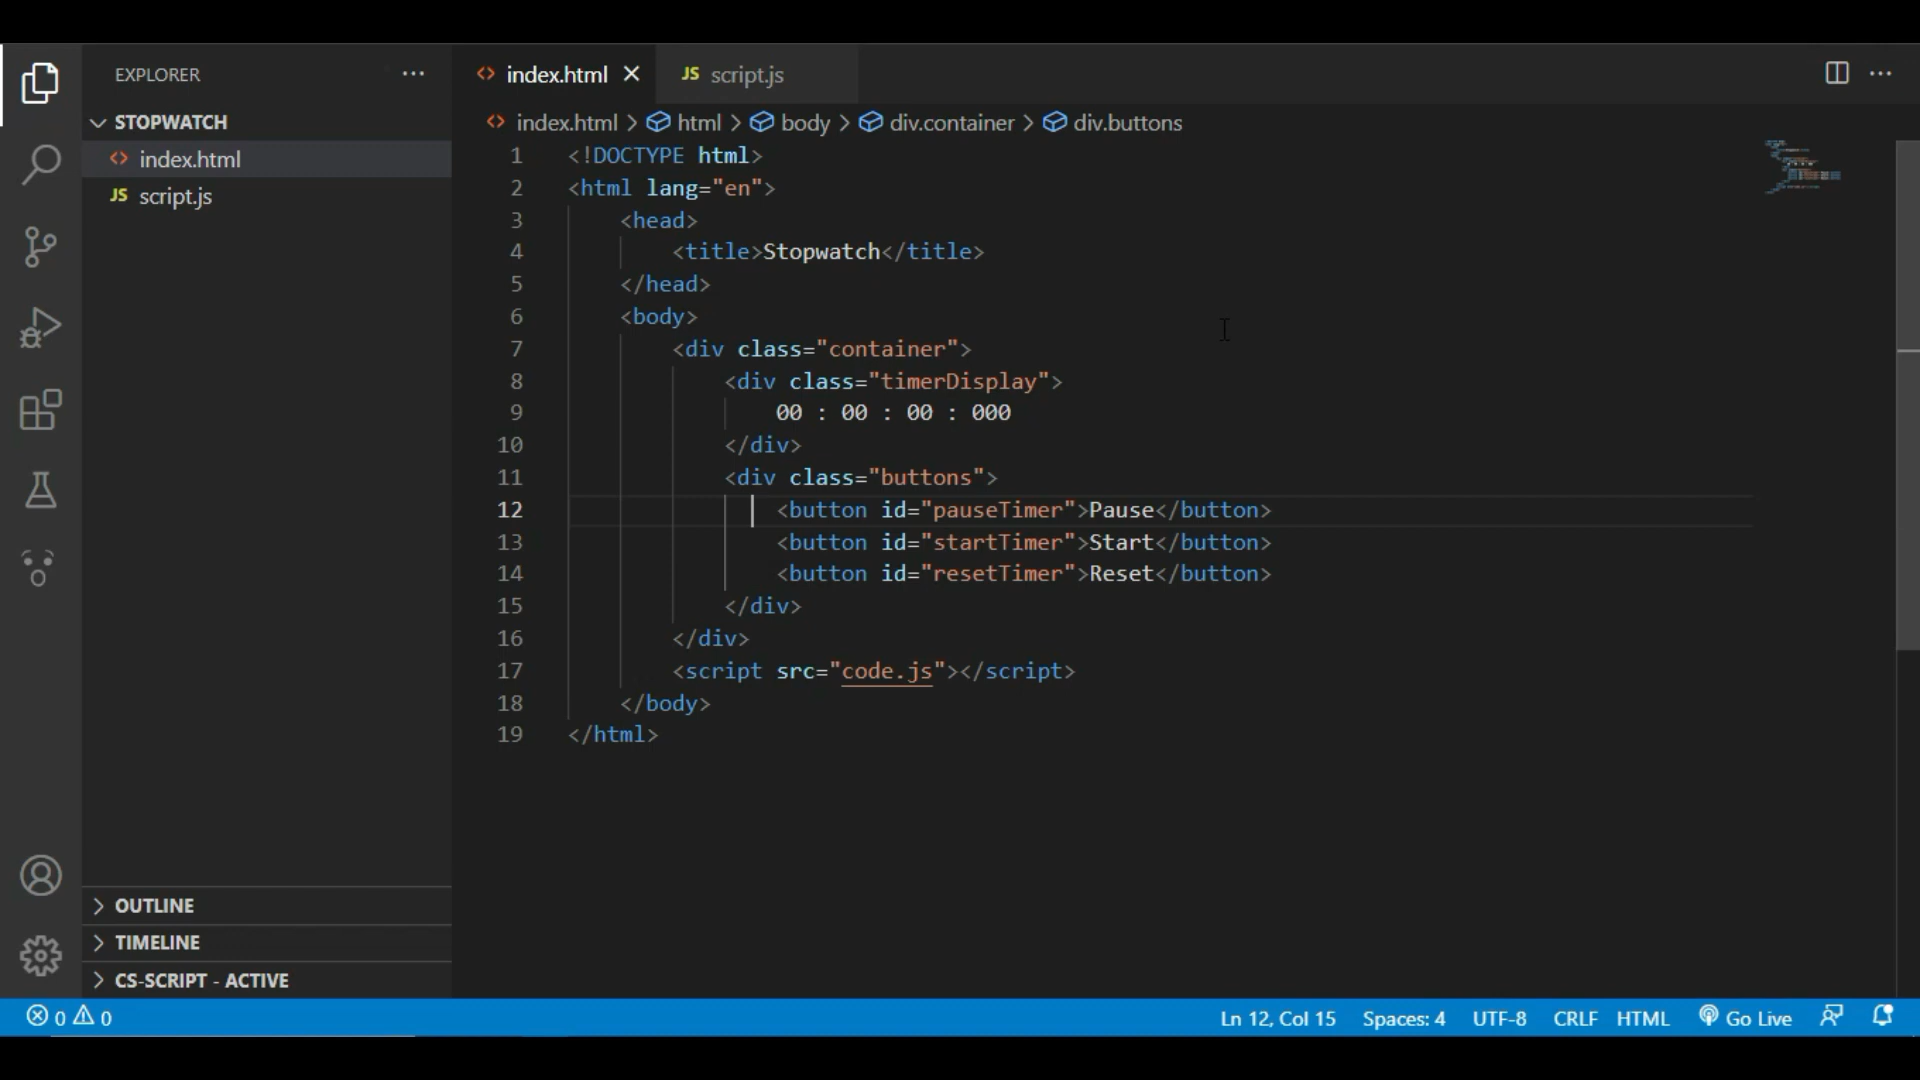 EXPLORER
STOPWATCH
index.html
JS script.js
OUTLINE
TIMELINE
CS-SCRIPT - ACTIVE
index.html JS script.js
index.html > html > body > div.container > div.buttons
1 <!DOCTYPE html>
2 <html lang="en">
3 <head>
4 <title>Stopwatch</title>
5 </head>
6 <body>
7 <div class="container">
8 <div class="timerDisplay">
9 00 : 00 : 00 : 000
10 </div>
11 <div class="buttons">
12 <button id="pauseTimer">Pause</button>
13 <button id="startTimer">Start</button>
14 <button id="resetTimer">Reset</button>
15 </div>
16 </div>
17 <script src="code.js"></script>
18 </body>
19 </html>
0 0 Ln 12, Col 15 Spaces: 4 UTF-8 CRLF HTML Go Live